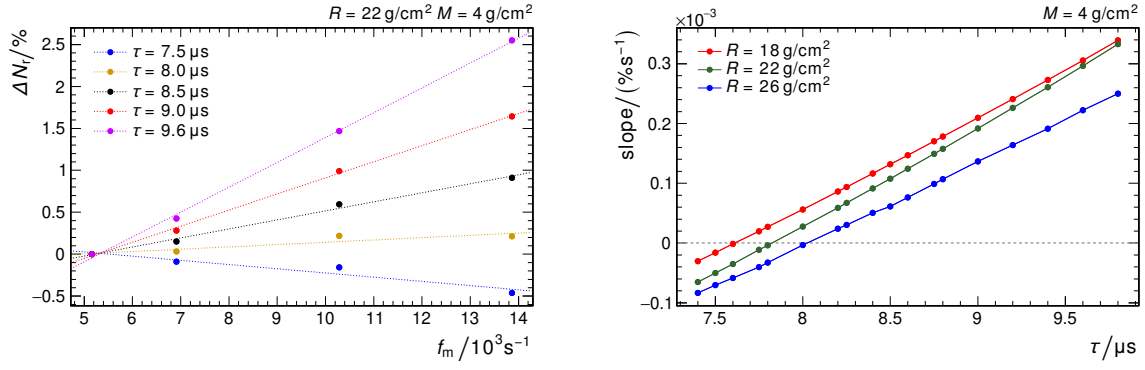 R = 22 g/cm² M = 4 g/cm²
ΔNᵣ/%
τ = 7.5 µs
τ = 8.0 µs
τ = 8.5 µs
τ = 9.0 µs
τ = 9.6 µs
2.5
2
1.5
1
0.5
0
−0.5
5 6 7 8 9 10 11 12 13 14
fₘ /10³s⁻¹
×10⁻³
M = 4 g/cm²
slope/(%s⁻¹)
R = 18 g/cm²
R = 22 g/cm²
R = 26 g/cm²
0.3
0.2
0.1
0
−0.1
7.5 8 8.5 9 9.5
τ/µs